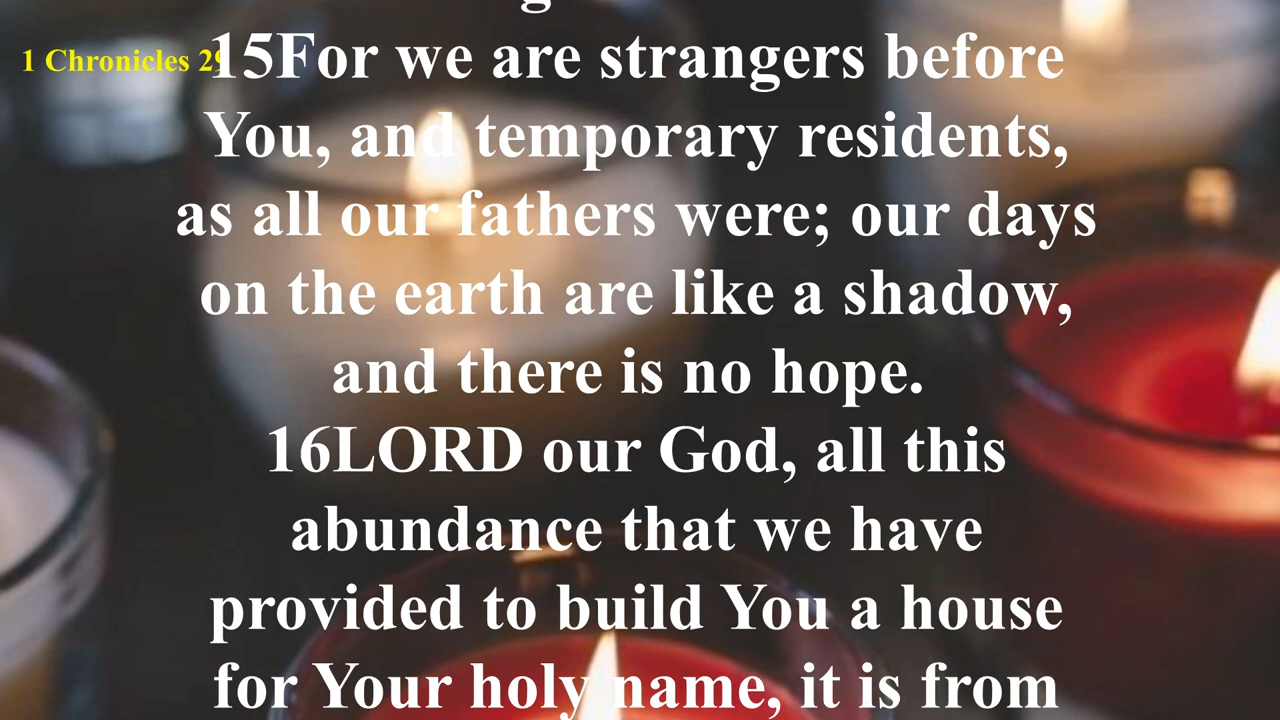 1 Chronicles 29
15For we are strangers before
You, and temporary residents,
as all our fathers were; our days
on the earth are like a shadow,
and there is no hope.
16LORD our God, all this
abundance that we have
provided to build You a house
for Your holy name, it is from